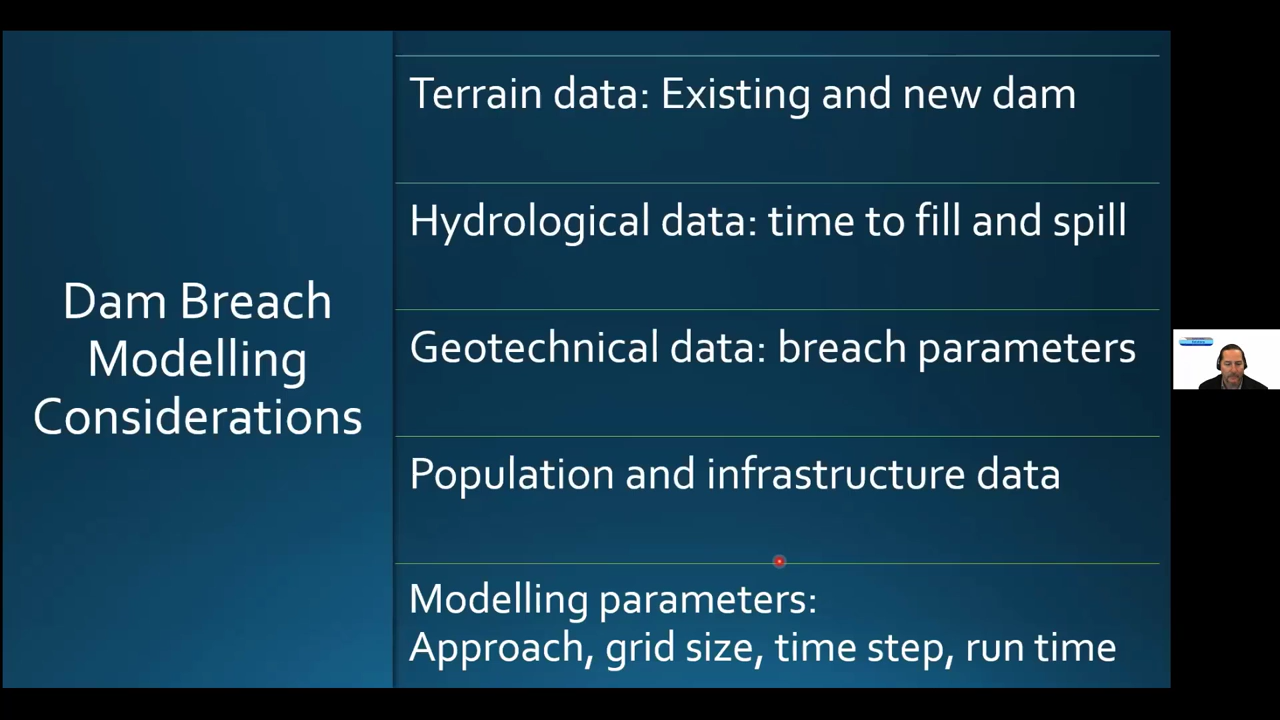 Dam Breach
Modelling
Considerations
Terrain data: Existing and new dam
Hydrological data: time to fill and spill
Geotechnical data: breach parameters
Population and infrastructure data
Modelling parameters:
Approach, grid size, time step, run time